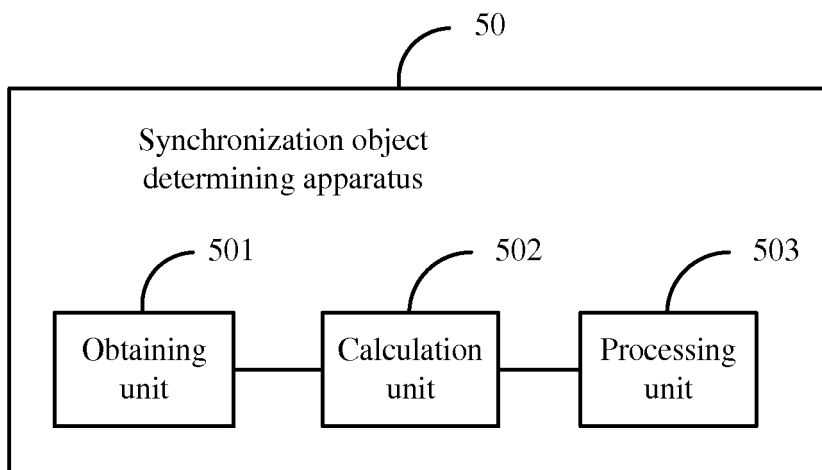 50
Synchronization object
determining apparatus
501
502
503
Obtaining
unit
Calculation
unit
Processing
unit